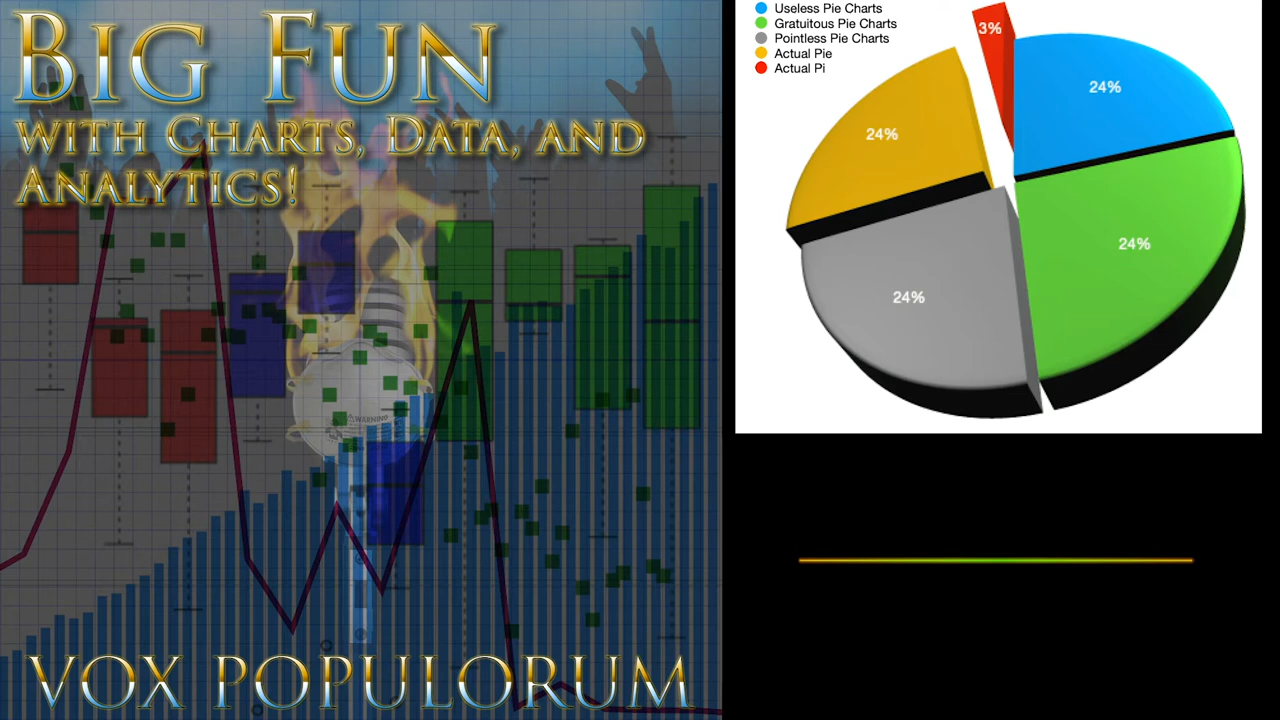 Big Fun
with Charts, Data, and
Analytics!
WARNING
VOX POPULORUM
Useless Pie Charts
Gratuitous Pie Charts
Pointless Pie Charts
Actual Pie
Actual Pi
3%
24%
24%
24%
24%